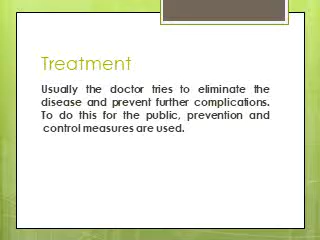 Treatment
Usually the doctor tries to eliminate the
disease and prevent further complications.
To do this for the public, prevention and
control measures are used.